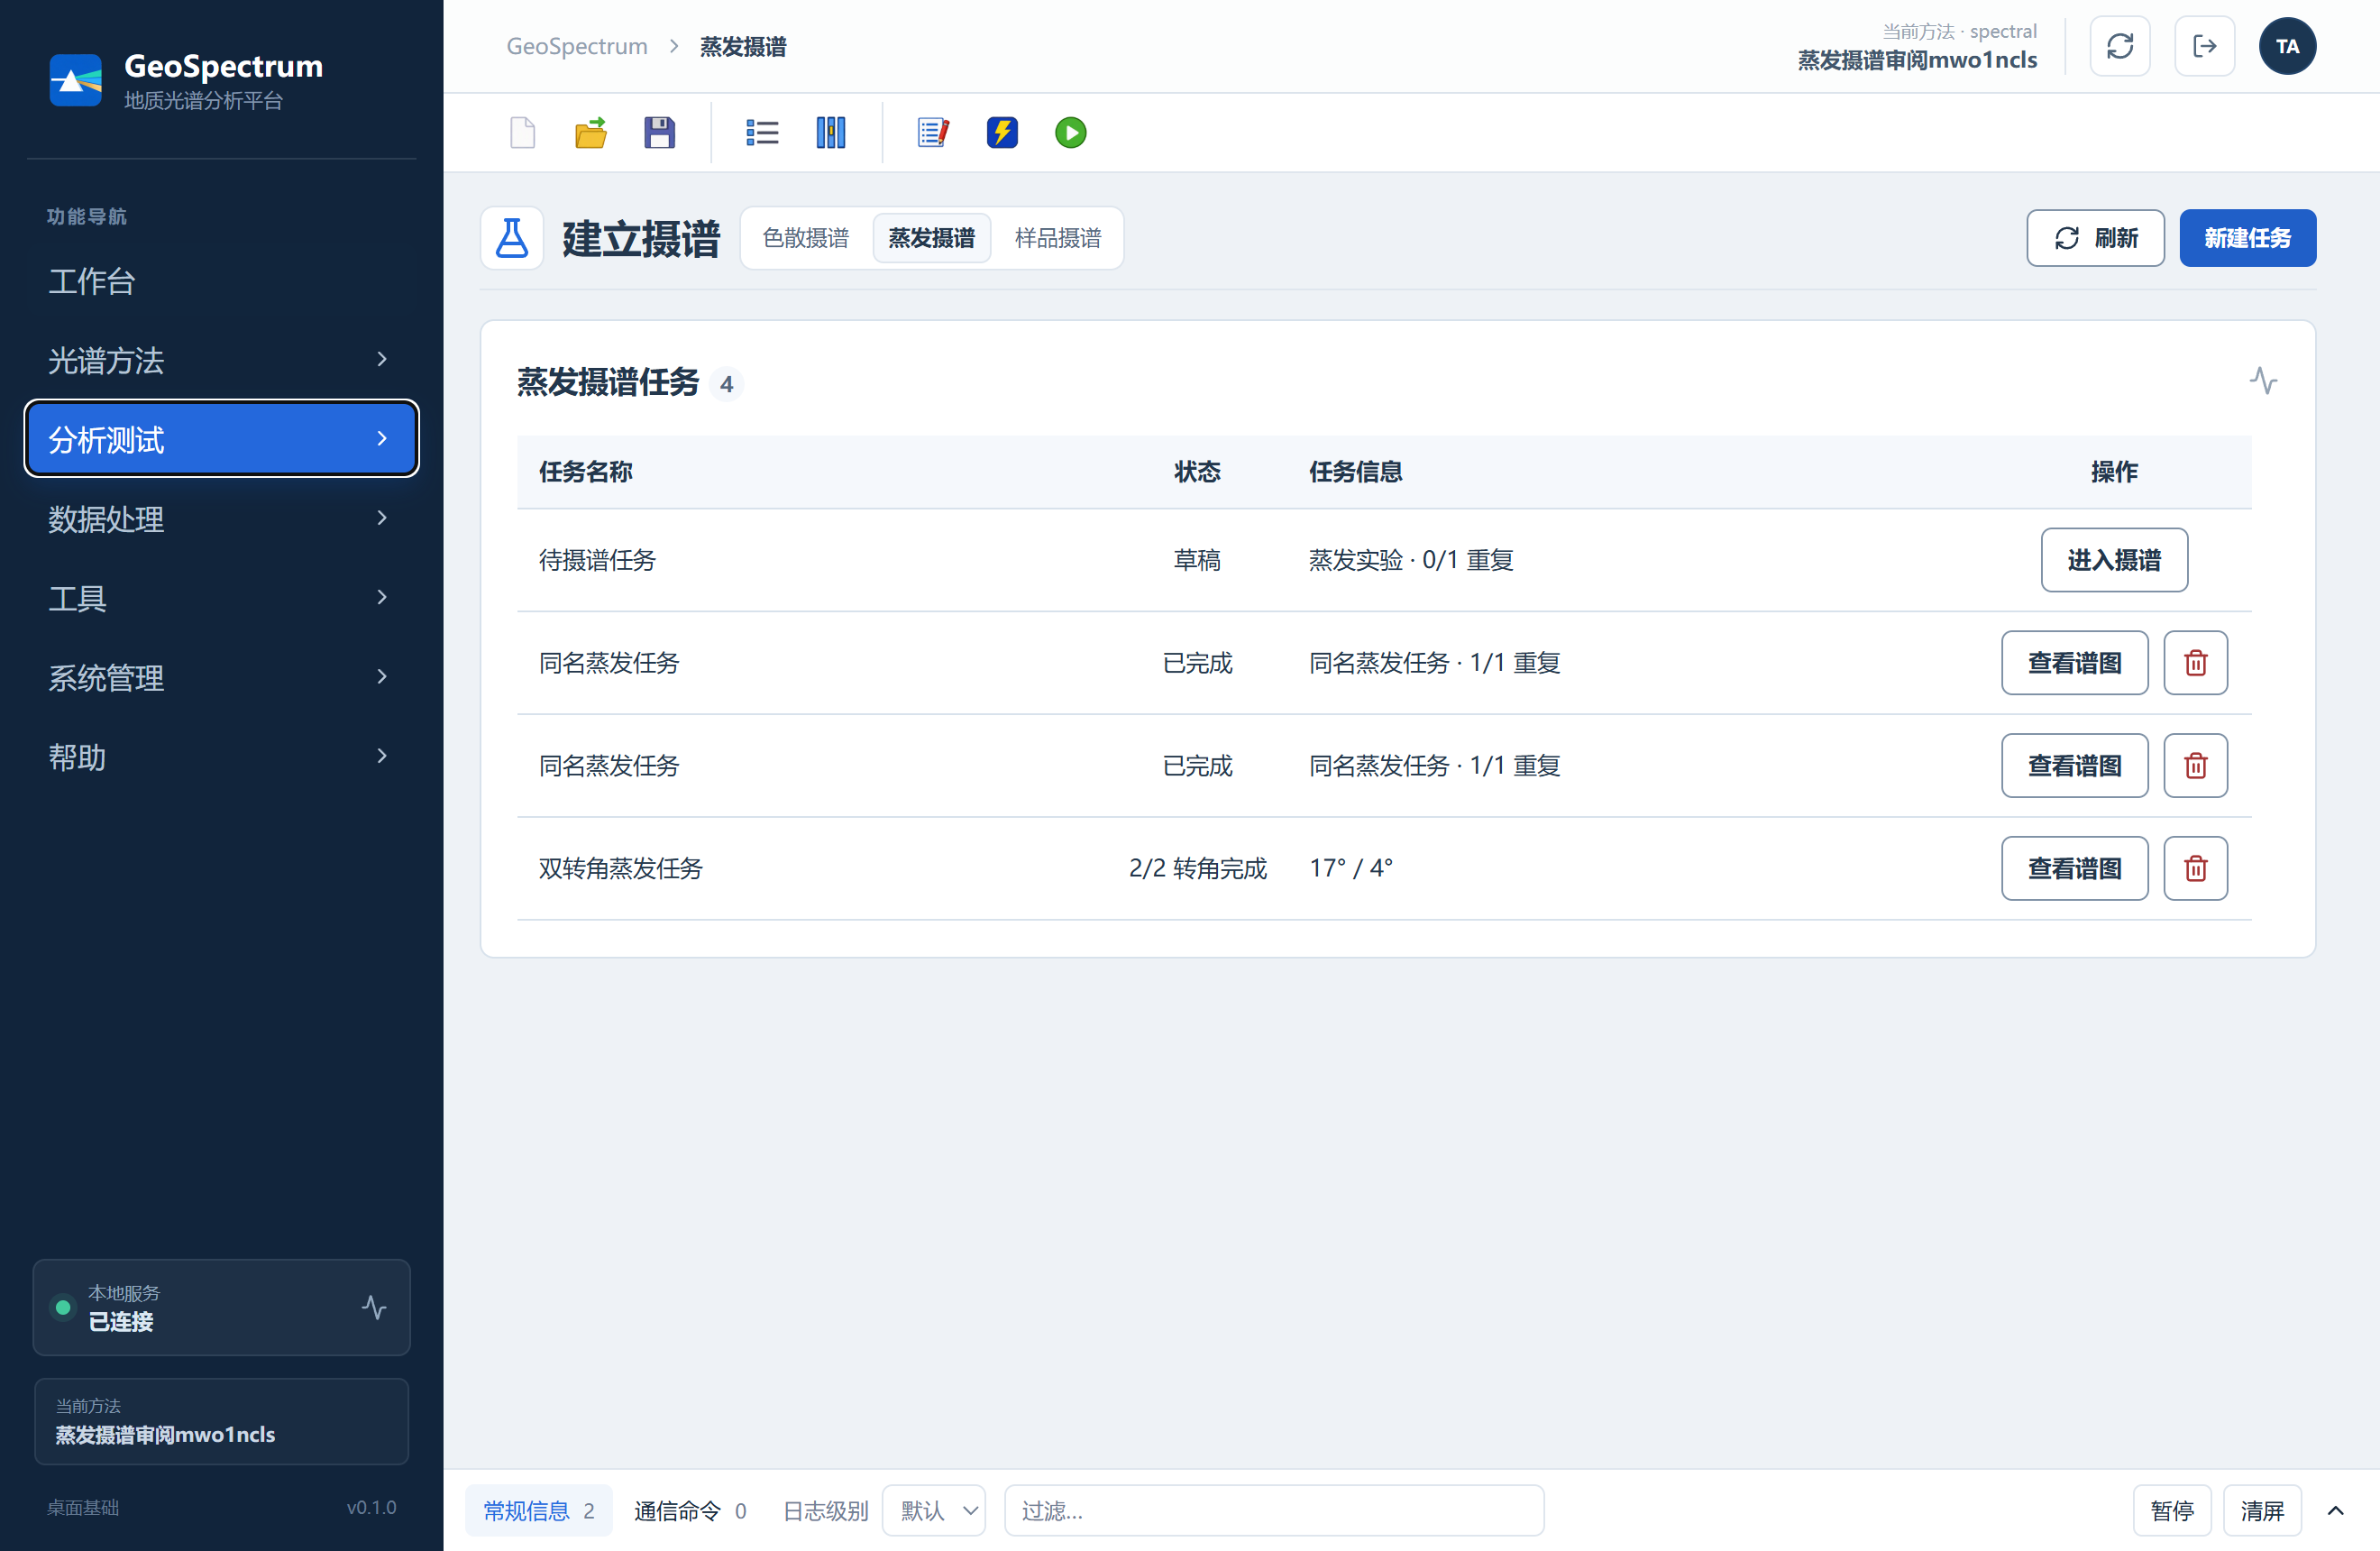 GeoSpectrum
地质光谱分析平台
功能导航
工作台
光谱方法
分析测试
数据处理
工具
系统管理
帮助
本地服务
已连接
当前方法
蒸发摄谱审阅mwo1ncls
桌面基础 v0.1.0
GeoSpectrum 蒸发摄谱
当前方法 · spectral
蒸发摄谱审阅mwo1ncls
TA
建立摄谱 色散摄谱 蒸发摄谱 样品摄谱 刷新 新建任务
蒸发摄谱任务 4
任务名称 状态 任务信息 操作
待摄谱任务 草稿 蒸发实验 · 0/1 重复 进入摄谱
同名蒸发任务 已完成 同名蒸发任务 · 1/1 重复 查看谱图
同名蒸发任务 已完成 同名蒸发任务 · 1/1 重复 查看谱图
双转角蒸发任务 2/2 转角完成 17° / 4° 查看谱图
常规信息 2 通信命令 0 日志级别 默认 过滤... 暂停 清屏